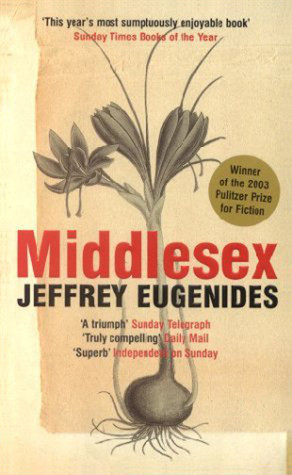 'This year's most sumptuously enjoyable book'
Sunday Times Books of the Year
Winner
of the 2003
Pulitzer Prize
for Fiction
Middlesex
JEFFREY EUGENIDES
'A triumph' Sunday Telegraph
'Truly compelling' Daily Mail
'Superb' Independent on Sunday